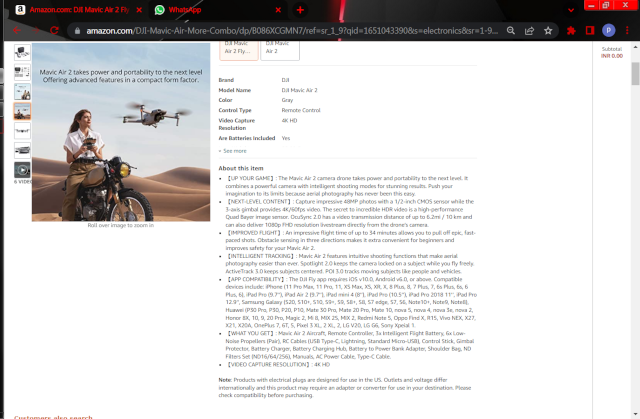 Amazon.com: DJI Mavic Air 2 Fly
WhatsApp
amazon.com/DJI-Mavic-Air-More-Combo/dp/B086XCGMN7/ref=sr_1_9?qid=1651043390&s=electronics&sr=1-9...
Subtotal
INR 0.00
DJI Mavic
Air 2 Fly...
DJI Mavic
Air 2
Mavic Air 2 takes power and portability to the next level
Offering advanced features in a compact form factor.
6 VIDEO
Roll over image to zoom in
Brand DJI
Model Name DJI Mavic Air 2
Color Gray
Control Type Remote Control
Video Capture 4K HD
Resolution
Are Batteries Included Yes
See more
About this item
【UP YOUR GAME】: The Mavic Air 2 camera drone takes power and portability to the next level. It
combines a powerful camera with intelligent shooting modes for stunning results. Push your
imagination to its limits because aerial photography has never been this easy.
【NEXT-LEVEL CONTENT】: Capture impressive 48MP photos with a 1/2-inch CMOS sensor while the
3-axis gimbal provides 4K/60fps video. The secret to incredible HDR video is a high-performance
Quad Bayer image sensor. OcuSync 2.0 has a video transmission distance of up to 6.2mi / 10 km and
can also deliver 1080p FHD resolution livestream directly from the drone's camera.
【IMPROVED FLIGHT】: An impressive flight time of up to 34 minutes allows you to pull off epic, fast-
paced shots. Obstacle sensing in three directions makes it extra convenient for beginners and
improves safety for your Mavic Air 2.
【INTELLIGENT TRACKING】: Mavic Air 2 features intuitive shooting functions that make aerial
photography easier than ever. Spotlight 2.0 keeps the camera locked on a subject while you fly freely.
ActiveTrack 3.0 keeps subjects centered. POI 3.0 tracks moving subjects like people and vehicles.
【APP COMPATIBILITY】: The DJI Fly app requires iOS v10.0, Android v6.0, or above. Compatible
devices include: iPhone (11 Pro Max, 11 Pro, 11, XS Max, XS, XR, X, 8 Plus, 8, 7 Plus, 7, 6s Plus, 6s, 6
Plus, 6), iPad Pro (9.7"), iPad Air 2 (9.7"), iPad mini 4 (8"), iPad Pro (10.5"), iPad Pro 2018 11", iPad Pro
12.9", Samsung Galaxy (S20, S10+, S10, S9+, S9, S8+, S8, S7 edge, S7, S6, Note10+, Note9, Note8),
Huawei (P30 Pro, P30, P20, P10, Mate 30 Pro, Mate 20 Pro, Mate 10, nova 5, nova 4, nova 3e, nova 2,
Honor 8X, 10, 9, 20 Pro, Magic 2, Mi 8, MIX 2S, MIX 2, Redmi Note 5, Oppo Find X, R15, Vivo NEX, X27,
X21, X20A, OnePlus 7, 6T, 5, Pixel 3 XL, 2 XL, 2, LG V20, LG G6, Sony Xpeial 1.
【WHAT YOU GET】: Mavic Air 2 Aircraft, Remote Controller, 3x Intelligent Flight Battery, 6x Low-
Noise Propellers (Pair), RC Cables (USB Type-C, Lightning, Standard Micro-USB), Control Stick, Gimbal
Protector, Battery Charger, Battery Charging Hub, Battery to Power Bank Adapter, Shoulder Bag, ND
Filters Set (ND16/64/256), Manuals, AC Power Cable, Type-C Cable.
【VIDEO CAPTURE RESOLUTION】: 4K HD
Note: Products with electrical plugs are designed for use in the US. Outlets and voltage differ
internationally and this product may require an adapter or converter for use in your destination. Please
check compatibility before purchasing.
Customers also search